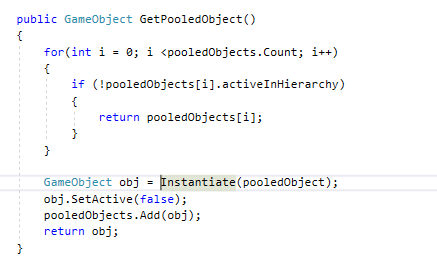 public GameObject GetPooledObject()
{
for(int i = 0; i <pooledObjects.Count; i++)
{
if (!pooledObjects[i].activeInHierarchy)
{
return pooledObjects[i];
}
}
GameObject obj = Instantiate(pooledObject);
obj.SetActive(false);
pooledObjects.Add(obj);
return obj;
}